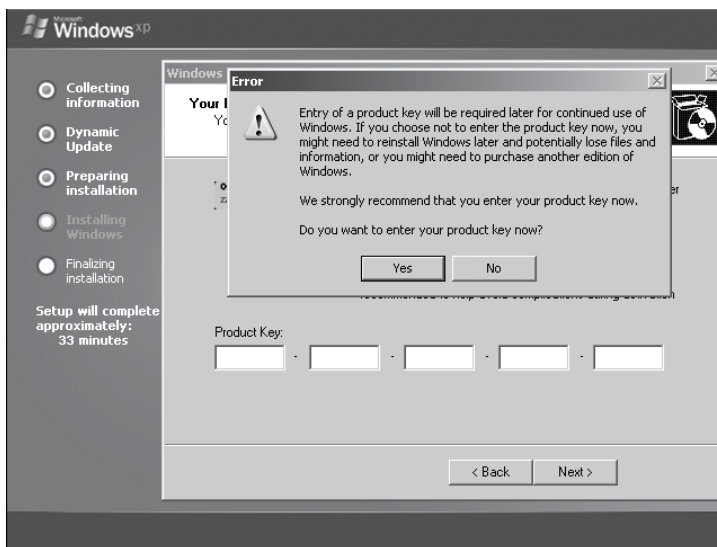 Microsoft
Windows xp
Collecting
information
Dynamic
Update
Preparing
installation
Installing
Windows
Finalizing
installation
Setup will complete
approximately:
33 minutes
Windows
Your
Yo
Error
Entry of a product key will be required later for continued use of
Windows. If you choose not to enter the product key now, you
might need to reinstall Windows later and potentially lose files and
information, or you might need to purchase another edition of
Windows.
We strongly recommend that you enter your product key now.
Do you want to enter your product key now?
Yes
No
er
Product Key:
- - - -
< Back
Next >